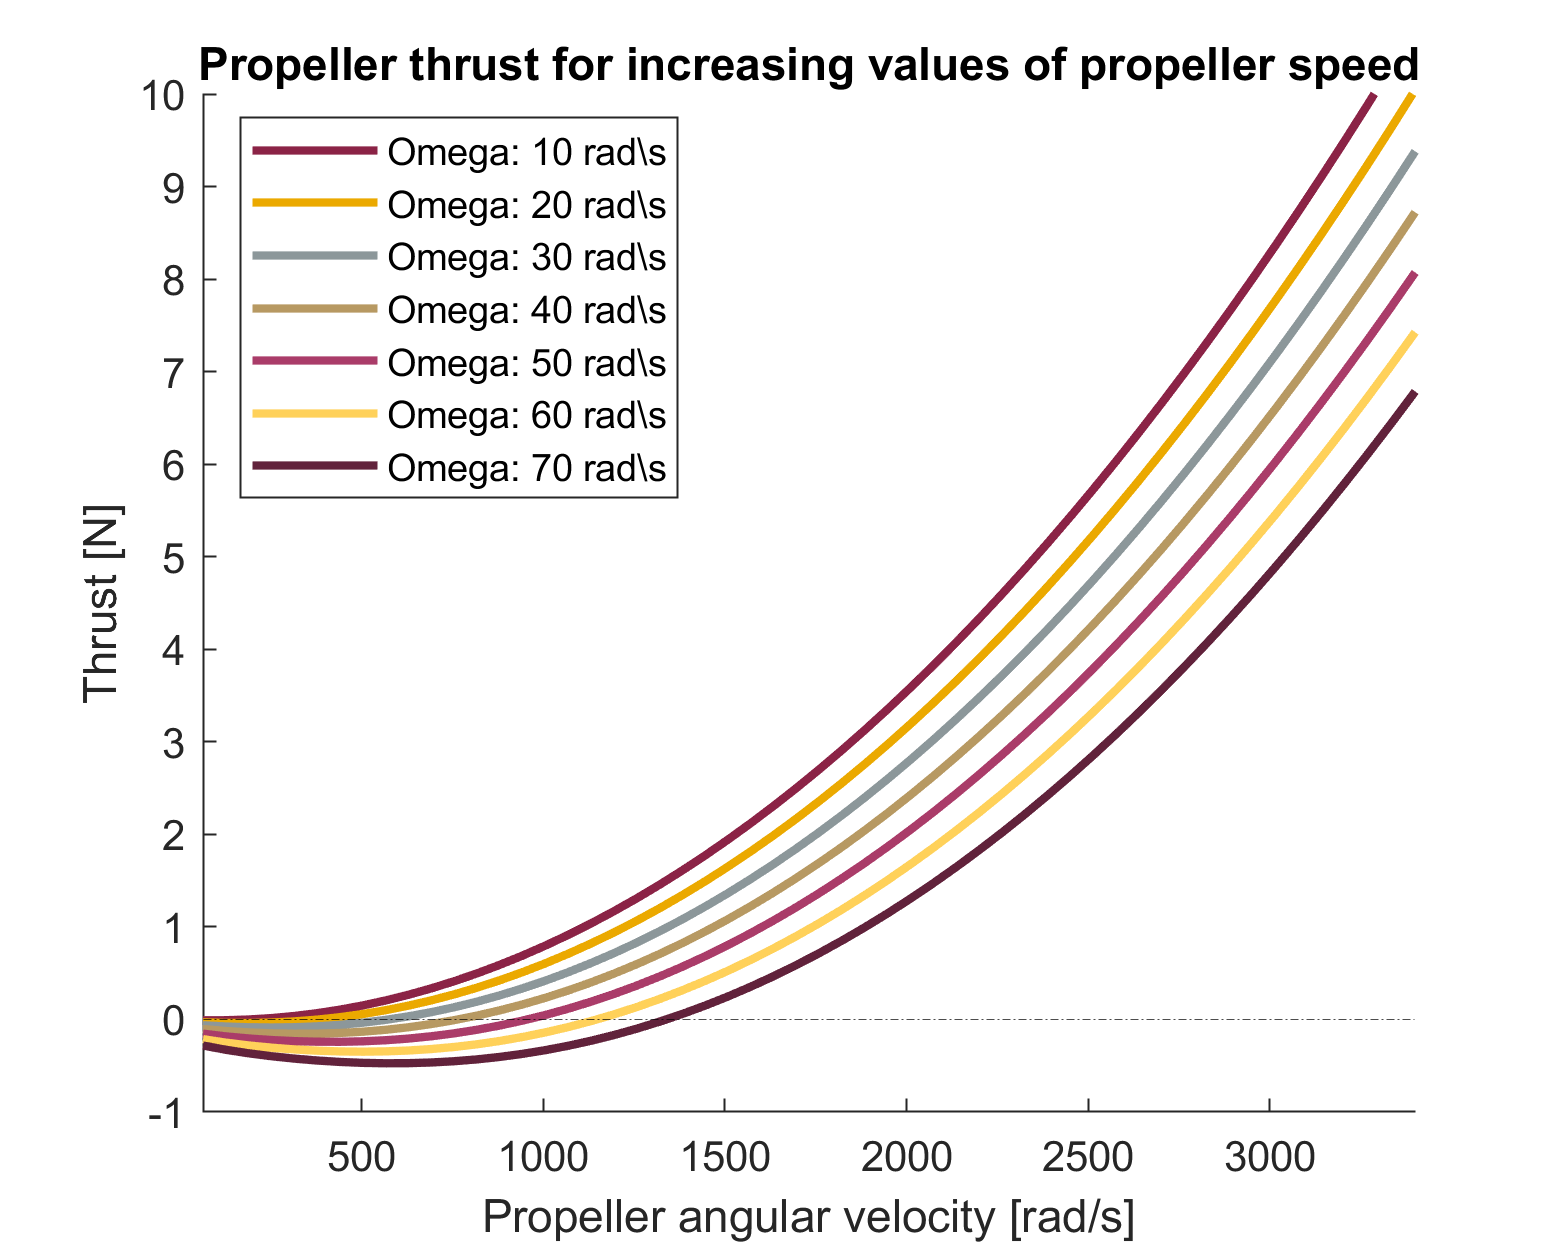 Propeller thrust for increasing values of propeller speed
10
9
8
7
6
5
4
3
2
1
0
-1
Thrust [N]
Omega: 10 rad\s
Omega: 20 rad\s
Omega: 30 rad\s
Omega: 40 rad\s
Omega: 50 rad\s
Omega: 60 rad\s
Omega: 70 rad\s
500 1000 1500 2000 2500 3000
Propeller angular velocity [rad/s]